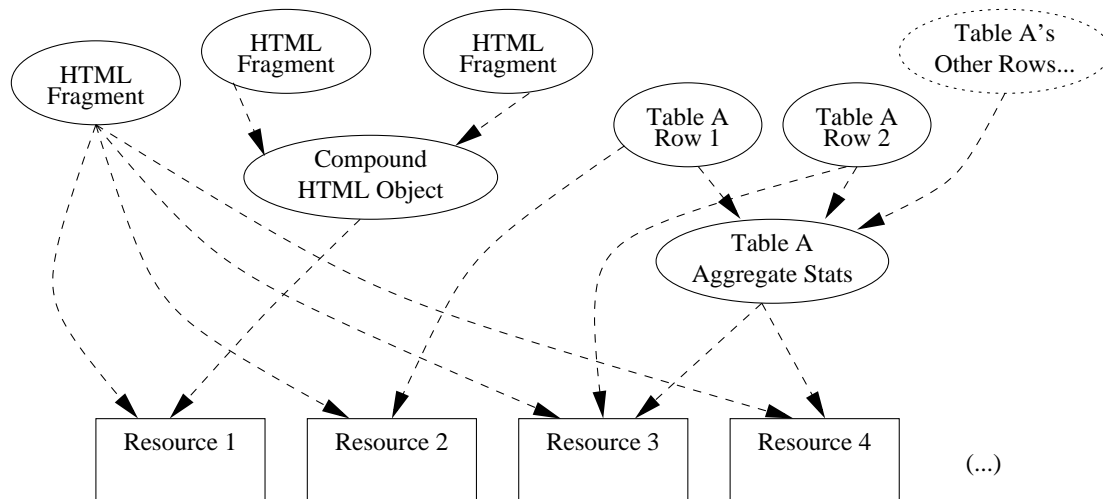 HTML
Fragment
HTML
Fragment
HTML
Fragment
Table A's
Other Rows...
Table A
Row 1
Table A
Row 2
Compound
HTML Object
Table A
Aggregate Stats
Resource 1
Resource 2
Resource 3
Resource 4
(...)